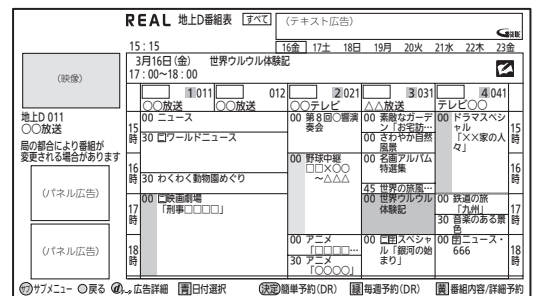 REAL 地上D番組表 すべて (テキスト広告)
GGUIDE
15:15
16金 17土 18日 19月 20火 21水 22木 23金
3月16日(金) 世界ウルウル体験記
17:00~18:00
(映像)
地上D 011
○○放送
局の都合により番組が
変更される場合があります
(パネル広告)
(パネル広告)
1 011 012 2 021 3 031 4 041
○○放送 ○○放送 ○○テレビ △△放送 テレビ○○
15時
00 ニュース
30 ロワールドニュース
00 第8回○響演
奏会
00 素敵なガーデ
ン「お宅訪…
00 さわやか自然
風景
00 ドラマスペシ
ャル
「××家の人
々」
15時
16時
30 わくわく動物園めぐり
00 野球中継
□□×○○
~△△△
00 名画アルバム
特選集
45 世界の旅風…
16時
17時
00 映画劇場
「刑事□□□□」
00 世界ウルウル
体験記
00 鉄道の旅
「九州」
30 音楽のある景
色
17時
18時
00 アニメ
「□□□□…
30 アニメ
「○○○○」
00 スペシャ
ル「銀河の始
まり」
00 ニュース・
666
18時
サブメニュー 戻る 広告詳細 青 日付選択 決定 簡単予約(DR) 緑 毎週予約(DR) 黄 番組内容/詳細予約